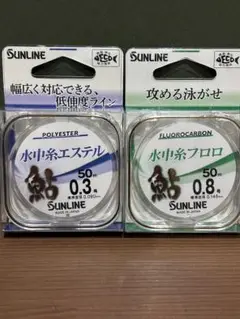 SUNLINE
幅広く対応できる、
低伸度ライン
POLYESTER
水中糸エステル
鮎
50m
0.3号
SUNLINE
SUNLINE
攻める泳がせ
FLUOROCARBON
水中糸フロロ
鮎
50m
0.8号
SUNLINE